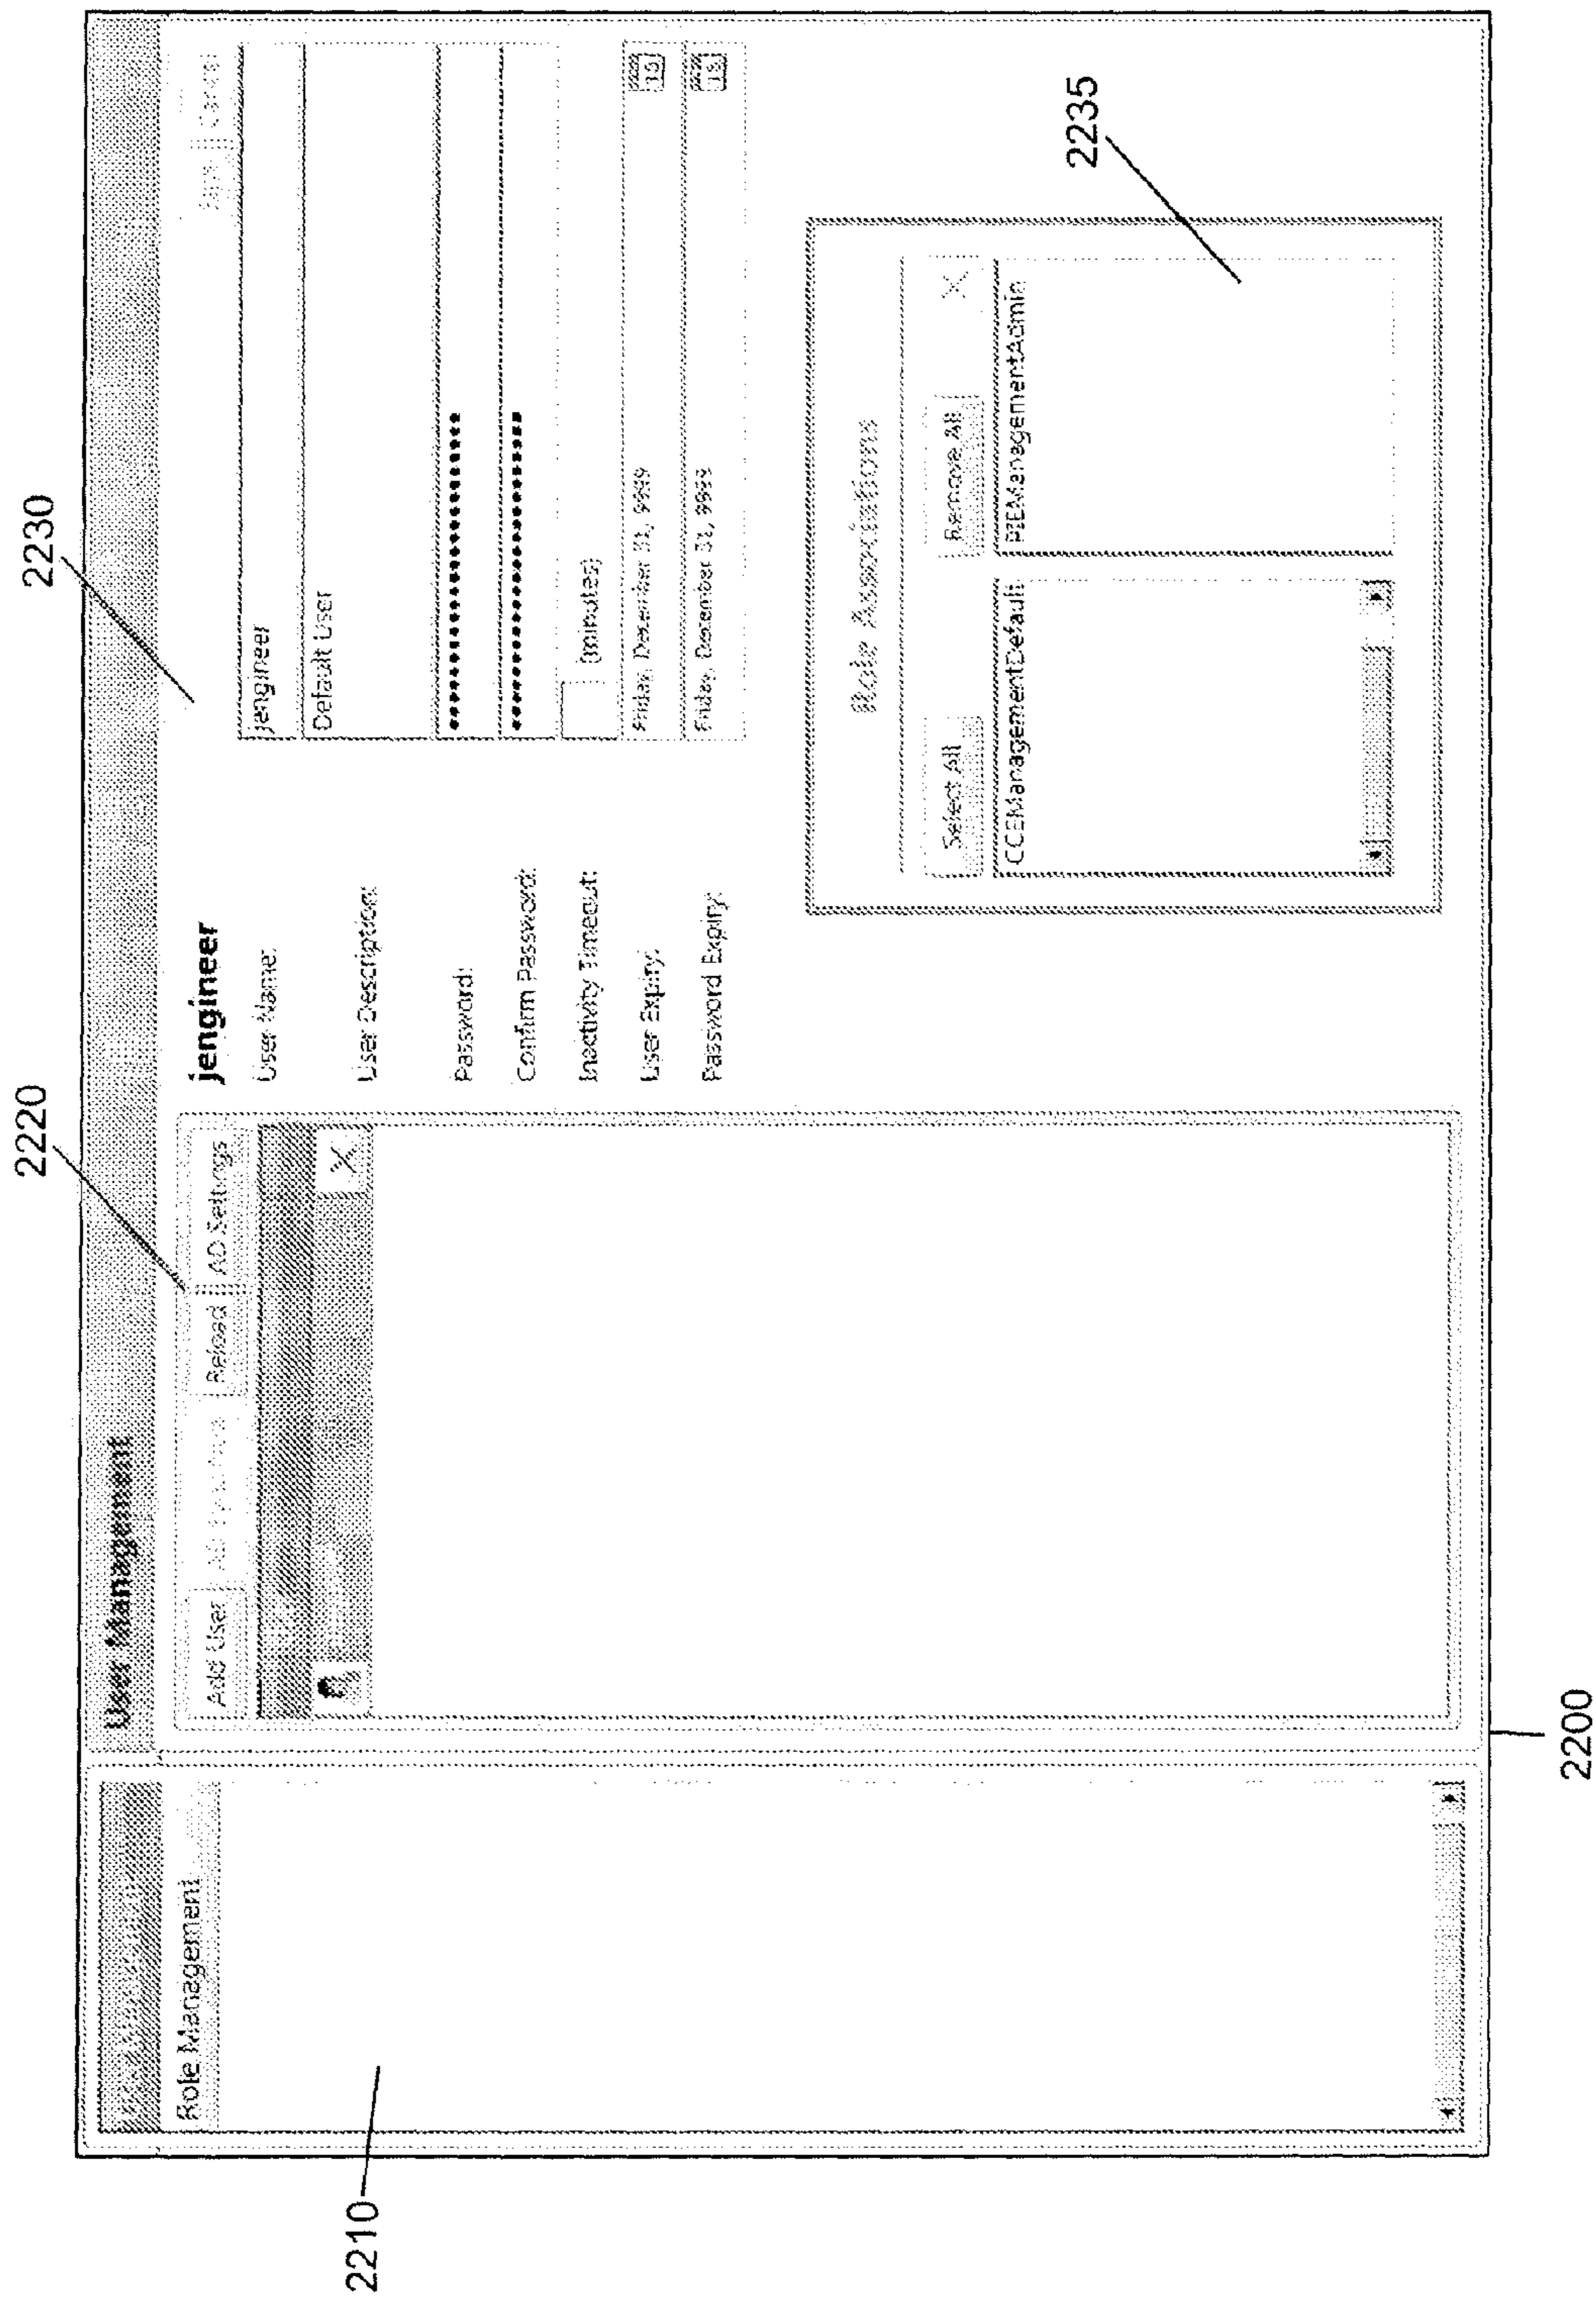 2210
2220
2230
2235
2200
User Management
Role Management
Add User
Reload
AD Settings
jengineer
Save Cancel
User Name: jengineer
User Description: Default User
Password: 
Confirm Password: 
Inactivity Timeout: (minutes)
User Expiry: Friday, December 31, 9999
Password Expiry: Friday, December 31, 9999
Role Associations
Select All
Remove All
CCEManagementDefault
PIEManagementAdmin